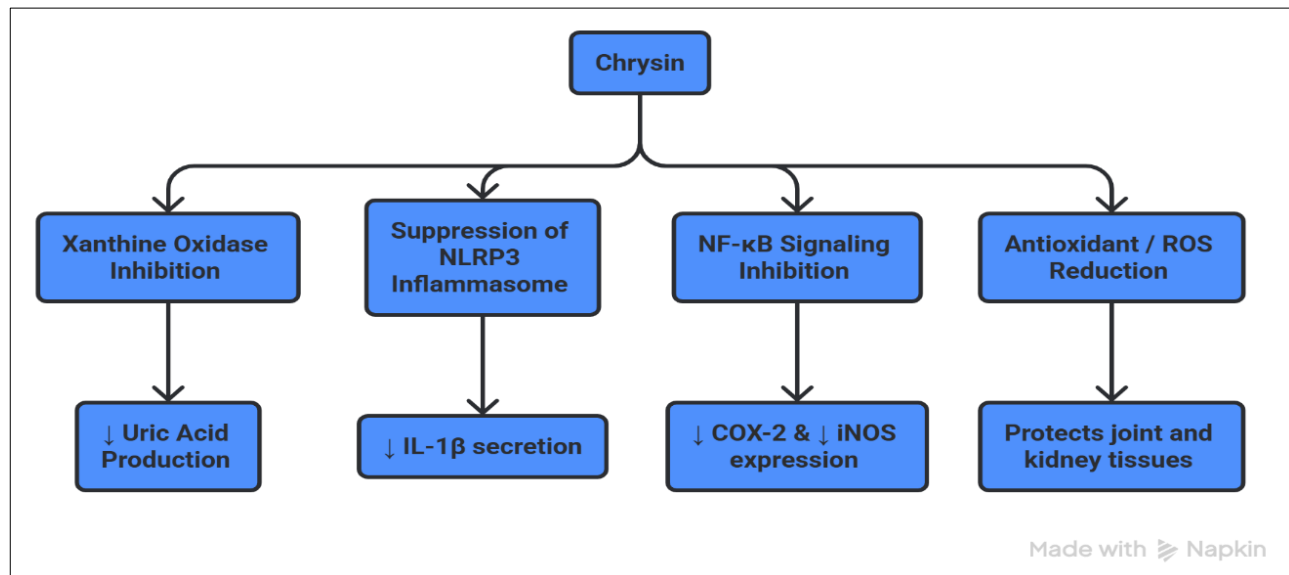 Chrysin
Xanthine Oxidase
Inhibition
Suppression of
NLRP3
Inflammasome
NF-κB Signaling
Inhibition
Antioxidant / ROS
Reduction
↓ Uric Acid
Production
↓ IL-1β secretion
↓ COX-2 & ↓ iNOS
expression
Protects joint and
kidney tissues
Made with Napkin